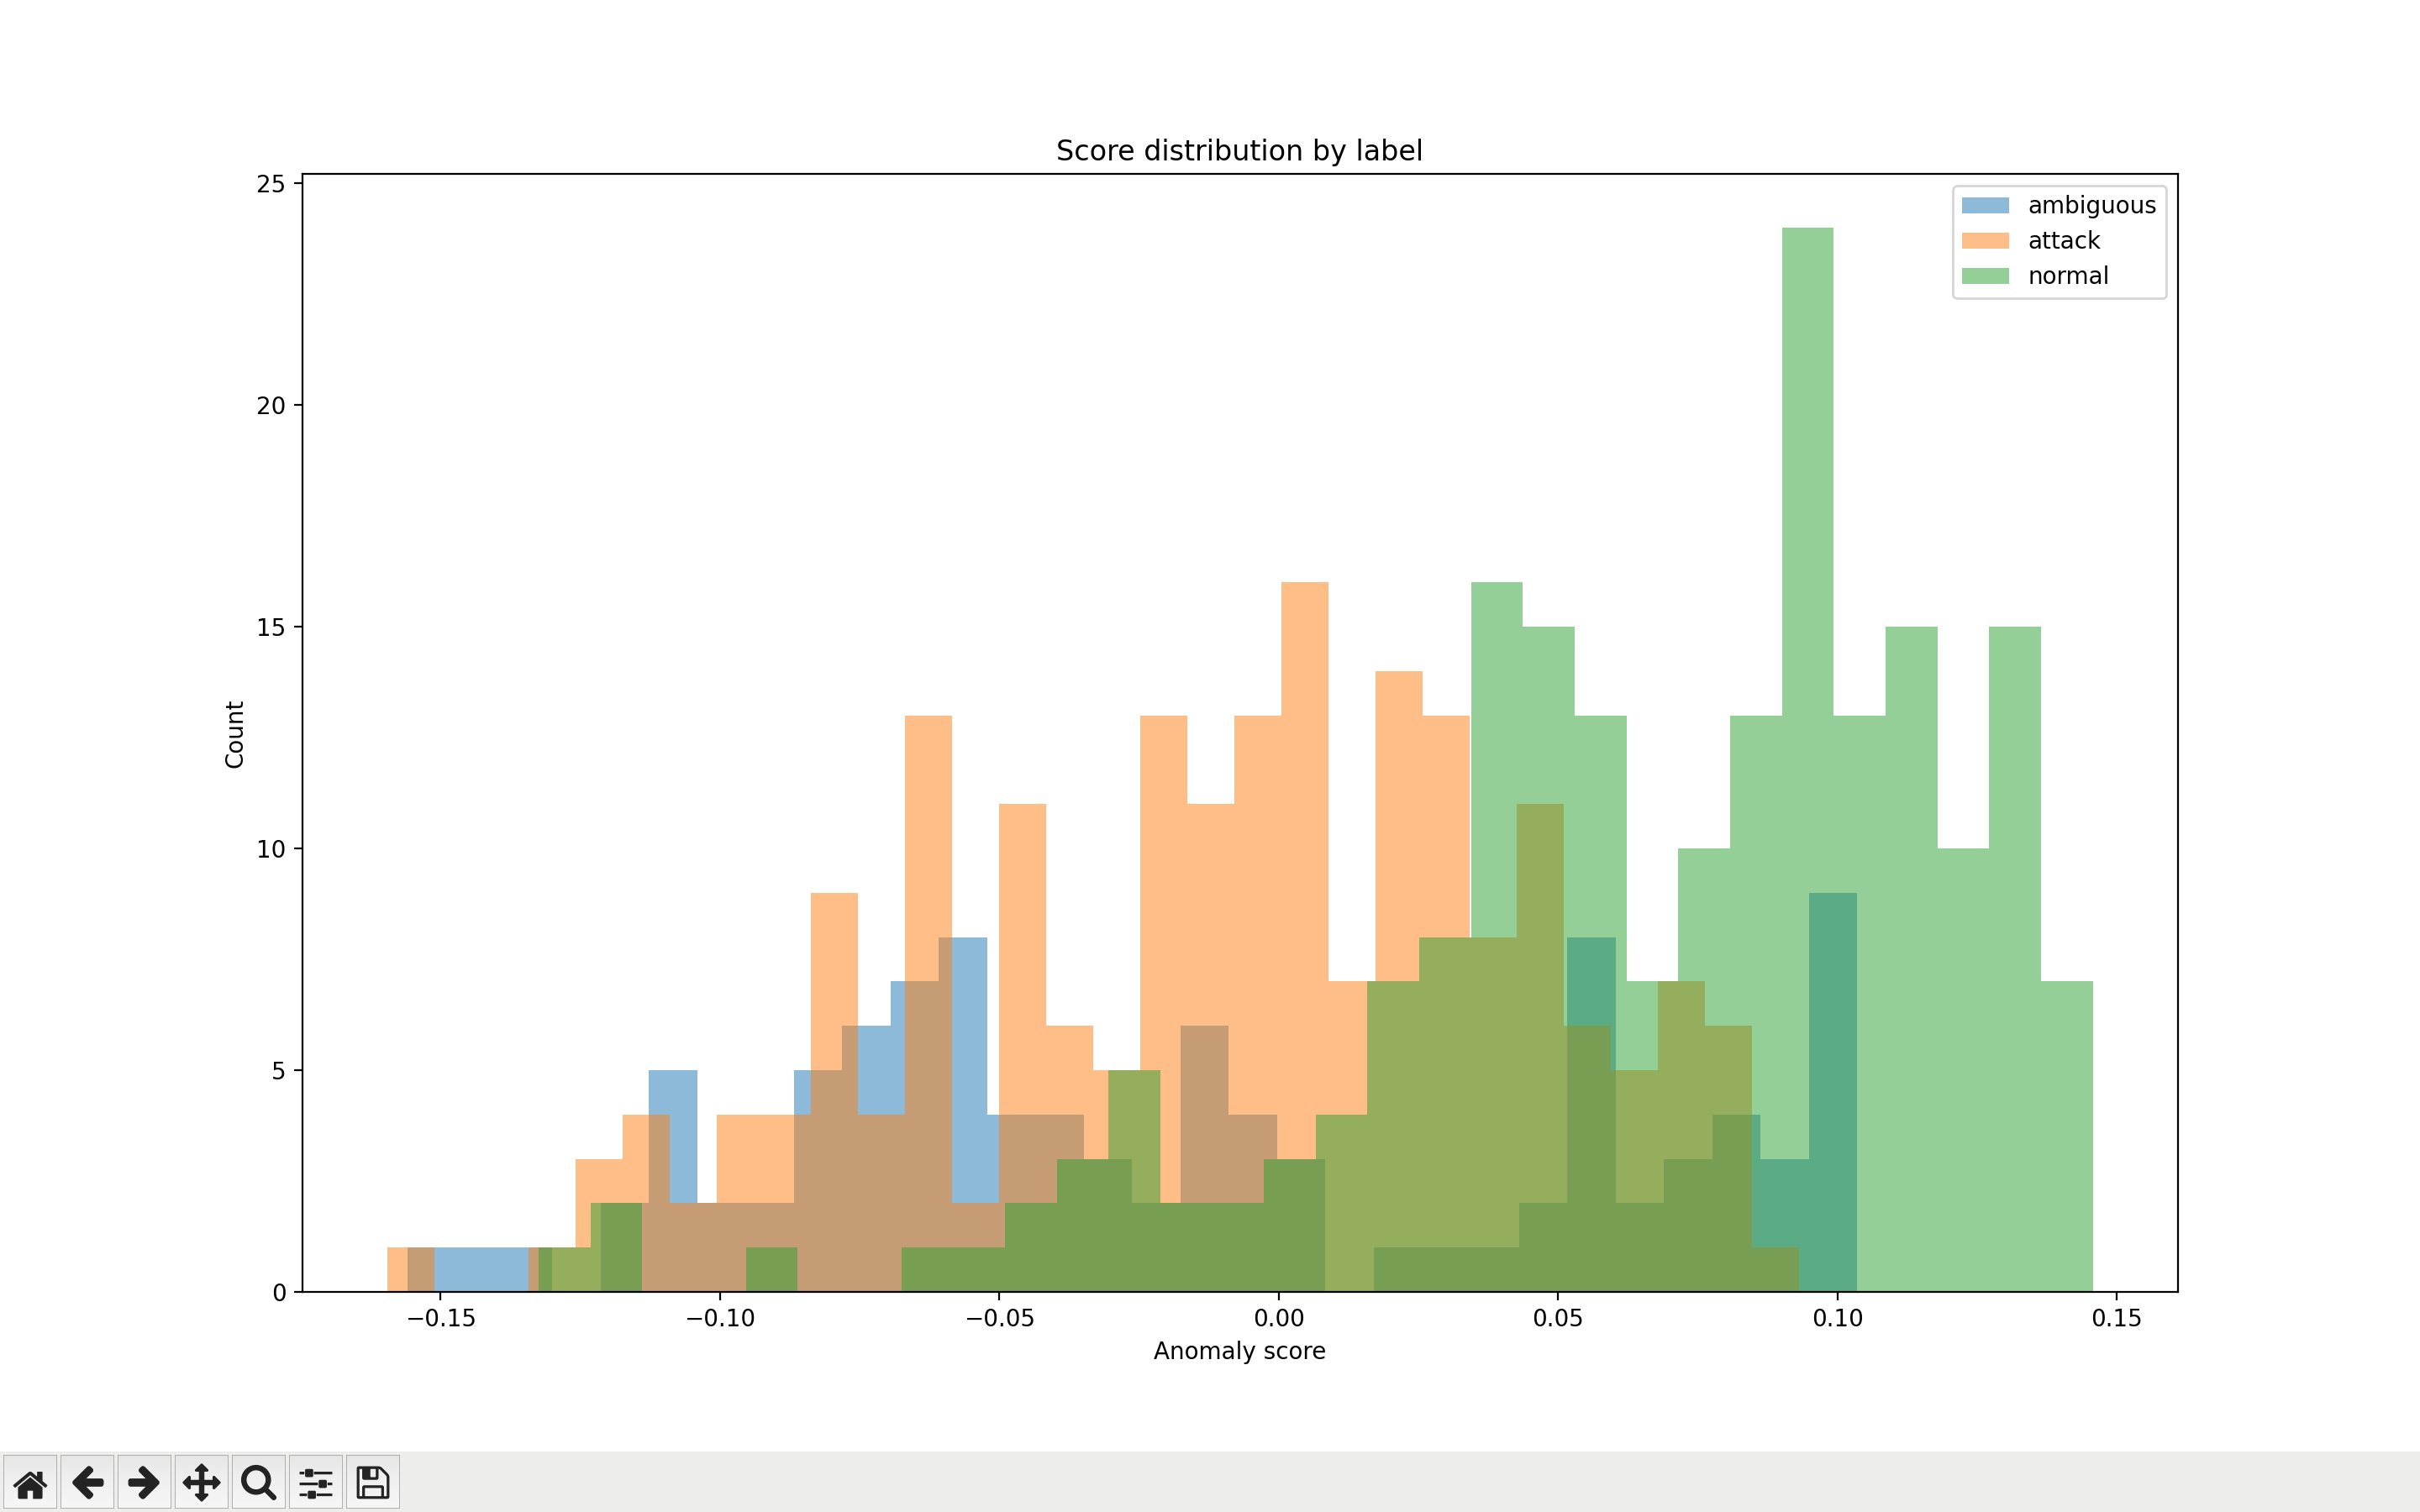 Score distribution by label
ambiguous
attack
normal
25
20
15
10
5
0
Count
−0.15
−0.10
−0.05
0.00
0.05
0.10
0.15
Anomaly score